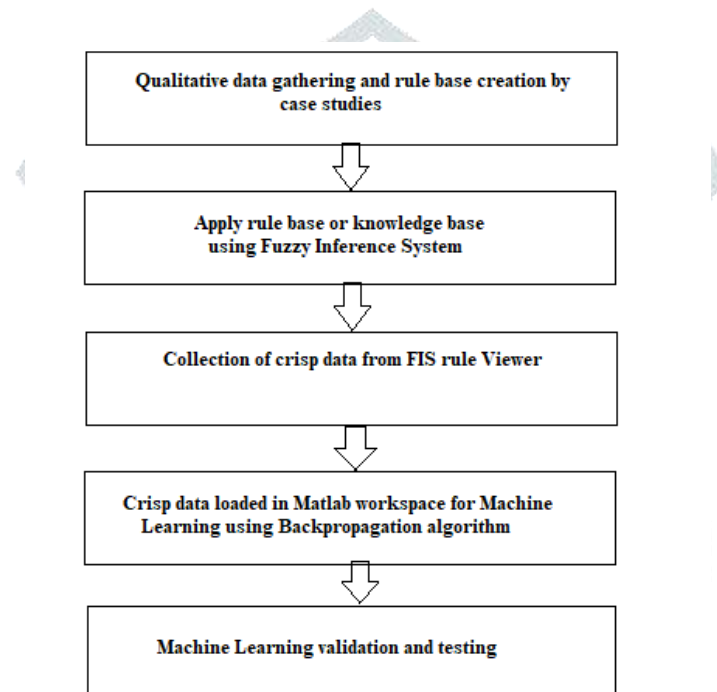 Qualitative data gathering and rule base creation by
case studies
Apply rule base or knowledge base
using Fuzzy Inference System
Collection of crisp data from FIS rule Viewer
Crisp data loaded in Matlab workspace for Machine
Learning using Backpropagation algorithm
Machine Learning validation and testing